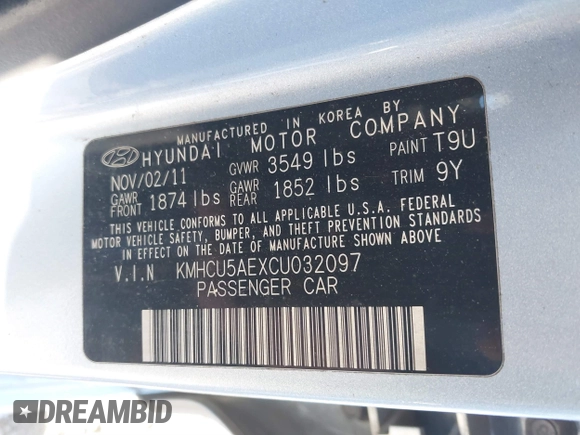 MANUFACTURED IN KOREA BY
HYUNDAI MOTOR COMPANY
NOV/02/11 GVWR 3549 lbs PAINT T9U
GAWR FRONT 1874 lbs GAWR REAR 1852 lbs TRIM 9Y
THIS VEHICLE CONFORMS TO ALL APPLICABLE U.S.A. FEDERAL
MOTOR VEHICLE SAFETY, BUMPER, AND THEFT PREVENTION STANDARDS
IN EFFECT ON THE DATE OF MANUFACTURE SHOWN ABOVE.
V.I.N KMHCU5AEXCU032097
PASSENGER CAR
DREAMBID